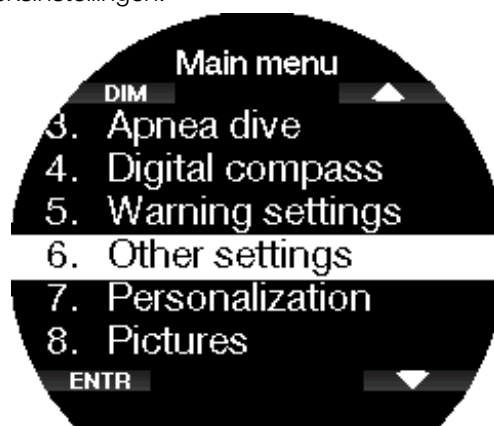 Main menu
DIM
3. Apnea dive
4. Digital compass
5. Warning settings
6. Other settings
7. Personalization
8. Pictures
ENTR